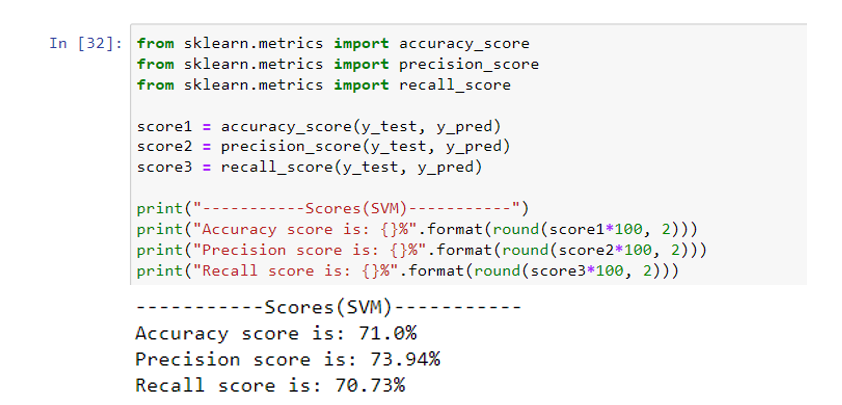 In [32]: from sklearn.metrics import accuracy_score
from sklearn.metrics import precision_score
from sklearn.metrics import recall_score
score1 = accuracy_score(y_test, y_pred)
score2 = precision_score(y_test, y_pred)
score3 = recall_score(y_test, y_pred)
print("-----------Scores(SVM)-----------")
print("Accuracy score is: {}%".format(round(score1*100, 2)))
print("Precision score is: {}%".format(round(score2*100, 2)))
print("Recall score is: {}%".format(round(score3*100, 2)))
-----------Scores(SVM)-----------
Accuracy score is: 71.0%
Precision score is: 73.94%
Recall score is: 70.73%